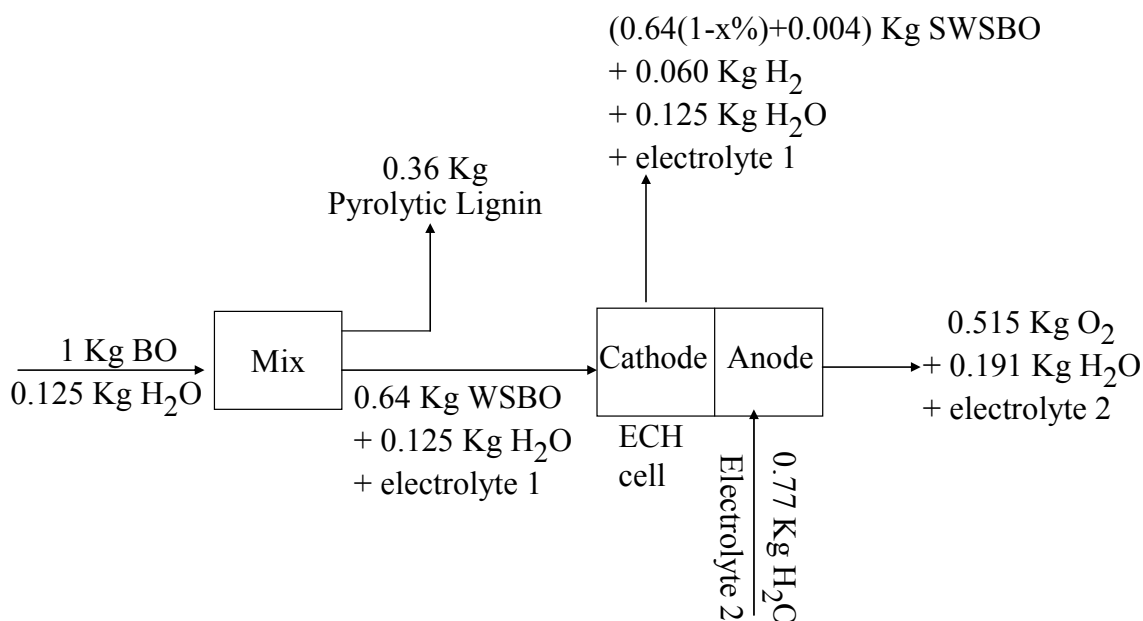 (0.64(1-x%)+0.004) Kg SWSBO
+ 0.060 Kg H2
+ 0.125 Kg H2O
+ electrolyte 1
0.36 Kg
Pyrolytic Lignin
1 Kg BO
0.125 Kg H2O
Mix
0.64 Kg WSBO
+ 0.125 Kg H2O
+ electrolyte 1
Cathode
Anode
ECH
cell
0.77 Kg H2O
Electrolyte 2
0.515 Kg O2
+ 0.191 Kg H2O
+ electrolyte 2